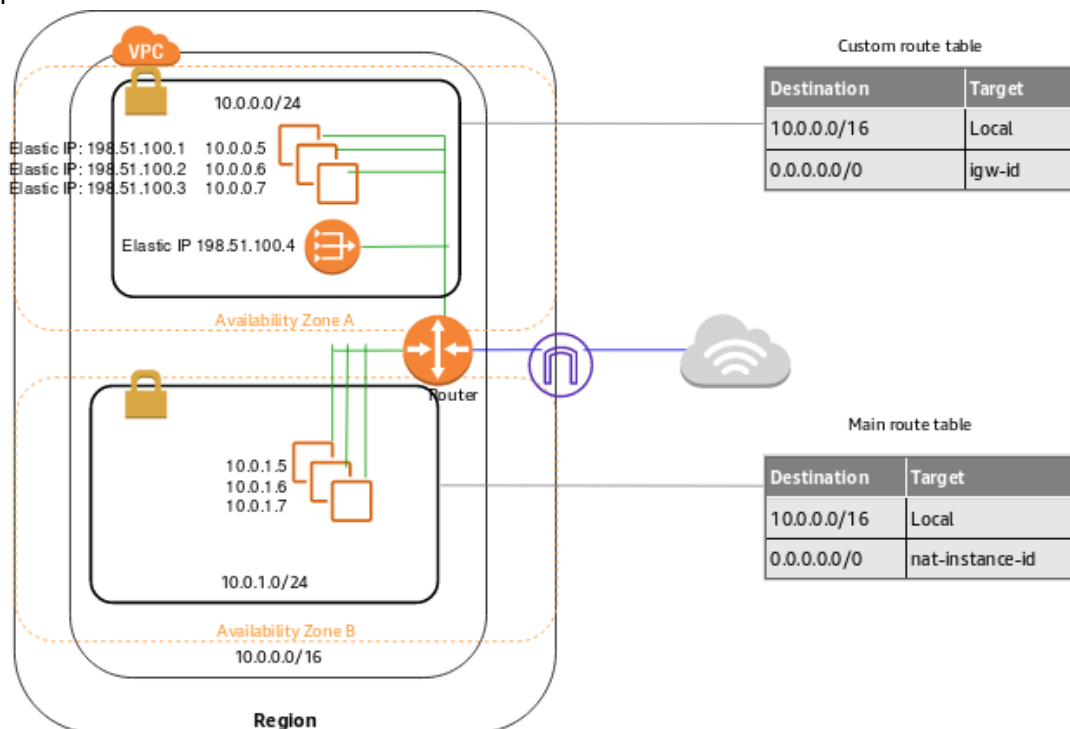 VPC
10.0.0.0/24
Elastic IP: 198.51.100.1 10.0.0.5
Elastic IP: 198.51.100.2 10.0.0.6
Elastic IP: 198.51.100.3 10.0.0.7
Elastic IP 198.51.100.4
Availability Zone A
Router
10.0.1.5
10.0.1.6
10.0.1.7
10.0.1.0/24
Availability Zone B
10.0.0.0/16
Region
Custom route table
Destination Target
10.0.0.0/16 Local
0.0.0.0.0/0 igw-id
Main route table
Destination Target
10.0.0.0/16 Local
0.0.0.0.0/0 nat-instance-id